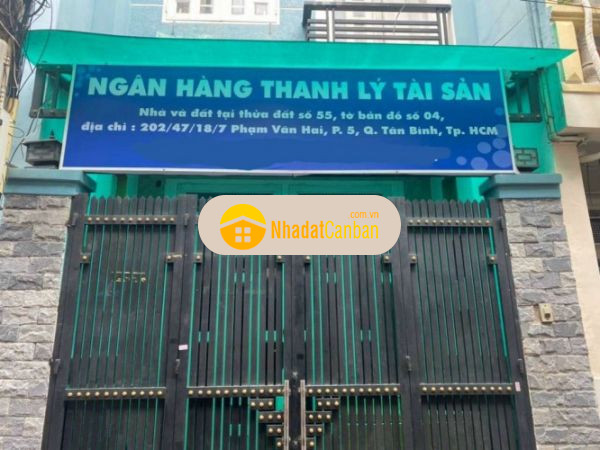 NGÂN HÀNG THANH LÝ TÀI SẢN
Nhà và đất tại thửa đất số 55, tờ bản đồ số 04,
địa chỉ : 202/47/18/7 Phạm Văn Hai, P. 5, Q. Tân Bình, Tp. HCM
.com.vn
NhadatCanban